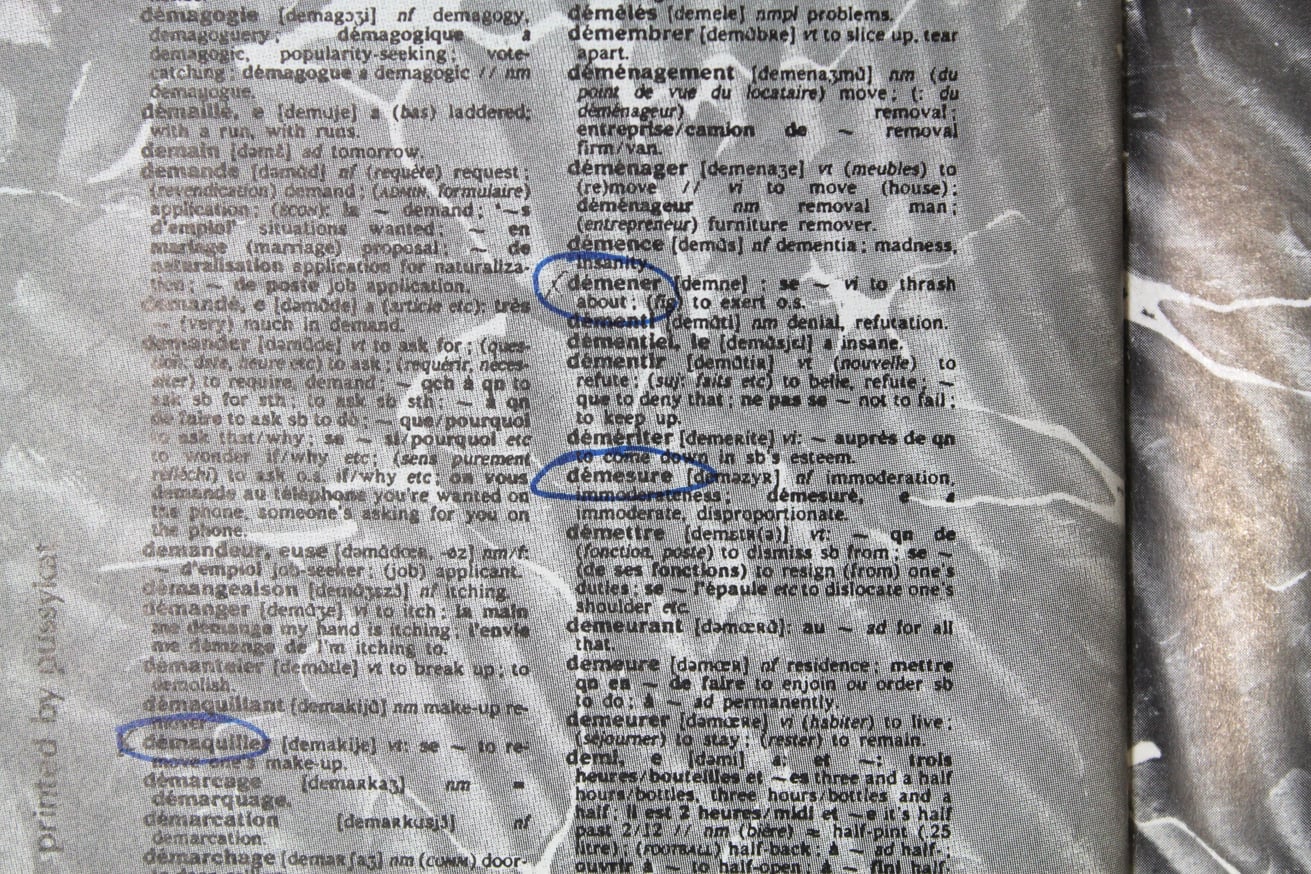 démagogie [demagɔʒi] nf demagogy,
demagoguery; démagogique a
demagogic, popularity-seeking; vote-
catching; démagogue a demagogic // nm
demagogue.
démaillé, e [demɑje] a (bas) laddered;
with a run, with runs.
demain [dəmɛ̃] ad tomorrow.
demande [dəmɑ̃d] nf (requête) request;
(revendication) demand; (ADMIN, formulaire)
application; (ÉCON): la ~ demand; '~s
d'emploi' situations wanted; ~ en
mariage (marriage) proposal; ~ de
naturalisation application for naturaliza-
tion; ~ de poste job application.
demandé, e [dəmɑ̃de] a (article etc): très
~ (very) much in demand.
demander [dəmɑ̃de] vt to ask for; (ques-
tion, date, heure etc) to ask; (requérir, néces-
siter) to require, demand; ~ qch à qn to
ask sb for sth; to ask sb sth; ~ à qn
de faire to ask sb to do; ~ que/pourquoi
to ask that/why; se ~ si/pourquoi etc
to wonder if/why etc; (sens purement
réfléchi) to ask o.s. if/why etc; on vous
demande au téléphone you're wanted on
the phone, someone's asking for you on
the phone.
demandeur, euse [dəmɑ̃dœʀ, -øz] nm/f:
~ d'emploi job-seeker; (job) applicant.
démangeaison [demɑ̃ʒɛzɔ̃] nf itching.
démanger [demɑ̃ʒe] vi to itch; la main
me démange my hand is itching; l'envie
me démange de I'm itching to.
démanteler [demɑ̃tle] vt to break up; to
demolish.
démaquillant [demakijɑ̃] nm make-up re-
mover.
démaquiller [demakije] vt: se ~ to re-
move one's make-up.
démarcage [demaʀkaʒ] nm =
démarquage.
démarcation [demaʀkɑsjɔ̃] nf
demarcation.
démarchage [demaʀʃaʒ] nm (COMM) door-
démêlés [demele] nmpl problems.
démembrer [demɑ̃bʀe] vt to slice up, tear
apart.
déménagement [demenaʒmɑ̃] nm (du
point de vue du locataire) move; (: du
déménageur) removal;
entreprise/camion de ~ removal
firm/van.
déménager [demenaʒe] vt (meubles) to
(re)move // vi to move (house);
déménageur nm removal man;
(entrepreneur) furniture remover.
démence [demɑ̃s] nf dementia; madness,
insanity.
démener [demne] : se ~ vi to thrash
about; (fig) to exert o.s.
démenti [demɑ̃ti] nm denial, refutation.
démentiel, le [demɑ̃sjɛl] a insane.
démentir [demɑ̃tiʀ] vt (nouvelle) to
refute; (suj: faits etc) to belie, refute; ~
que to deny that; ne pas se ~ not to fail;
to keep up.
démériter [demeʀite] vi: ~ auprès de qn
to come down in sb's esteem.
démesure [deməzyʀ] nf immoderation,
immoderateness; démesuré, e a
immoderate, disproportionate.
démettre [demɛtʀ(ə)] vt: ~ qn de
(fonction, poste) to dismiss sb from; se ~
(de ses fonctions) to resign (from) one's
duties; se ~ l'épaule etc to dislocate one's
shoulder etc.
demeurant [dəmœʀɑ̃]: au ~ ad for all
that.
demeure [dəmœʀ] nf residence; mettre
qn en ~ de faire to enjoin ou order sb
to do; à ~ ad permanently.
demeurer [dəmœʀe] vi (habiter) to live;
(séjourner) to stay; (rester) to remain.
demi, e [dəmi] a: et ~: trois
heures/bouteilles et ~es three and a half
hours/bottles, three hours/bottles and a
half; il est 2 heures/midi et ~e it's half
past 2/12 // nm (bière) ≈ half-pint (.25
litre); (FOOTBALL) half-back; à ~ ad half-;
ouvrir à ~ to half-open; à ~ fini half-
printed by pussykat